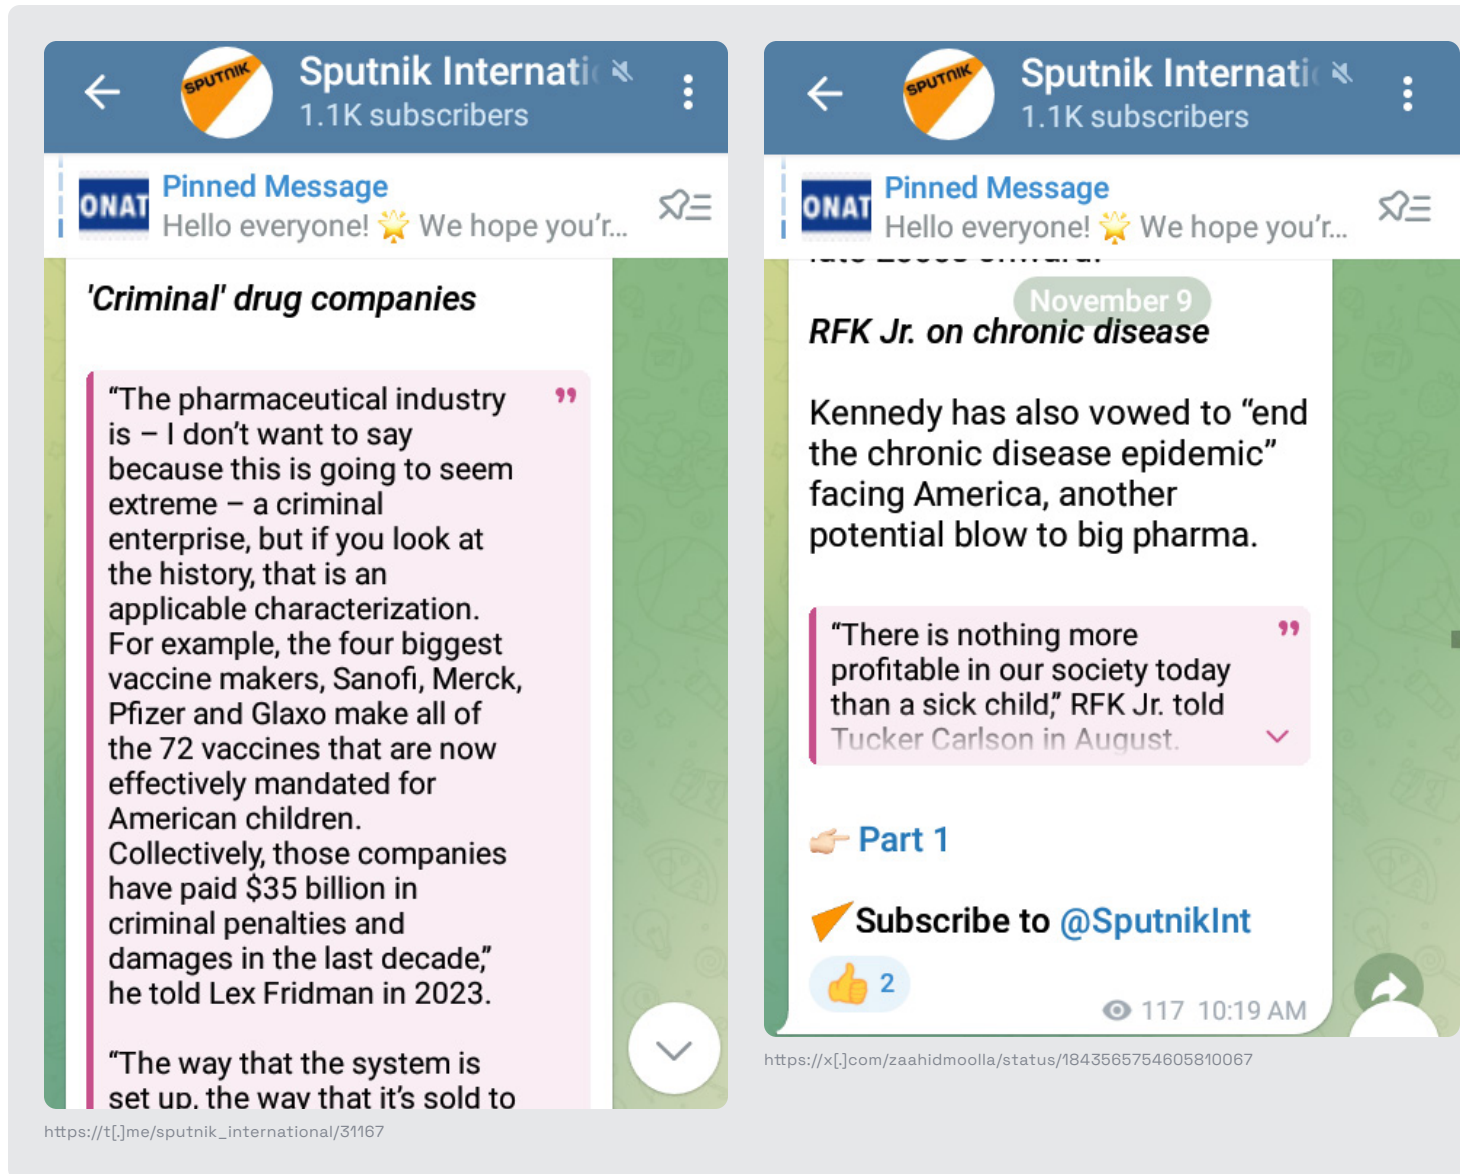 SPUTNIK
Sputnik Internati
1.1K subscribers
ONAT
Pinned Message
Hello everyone! 🌟 We hope you'r...
'Criminal' drug companies
“The pharmaceutical industry
is – I don’t want to say
because this is going to seem
extreme – a criminal
enterprise, but if you look at
the history, that is an
applicable characterization.
For example, the four biggest
vaccine makers, Sanofi, Merck,
Pfizer and Glaxo make all of
the 72 vaccines that are now
effectively mandated for
American children.
Collectively, those companies
have paid $35 billion in
criminal penalties and
damages in the last decade,”
he told Lex Fridman in 2023.
“The way that the system is
set up, the way that it’s sold to
https://t[.]me/sputnik_international/31167
SPUTNIK
Sputnik Internati
1.1K subscribers
ONAT
Pinned Message
Hello everyone! 🌟 We hope you'r...
November 9
RFK Jr. on chronic disease
Kennedy has also vowed to “end
the chronic disease epidemic”
facing America, another
potential blow to big pharma.
“There is nothing more
profitable in our society today
than a sick child,” RFK Jr. told
Tucker Carlson in August.
👉🏻 Part 1
Subscribe to @SputnikInt
👍 2
117 10:19 AM
https://x[.]com/zaahidmoolla/status/1843565754605810067